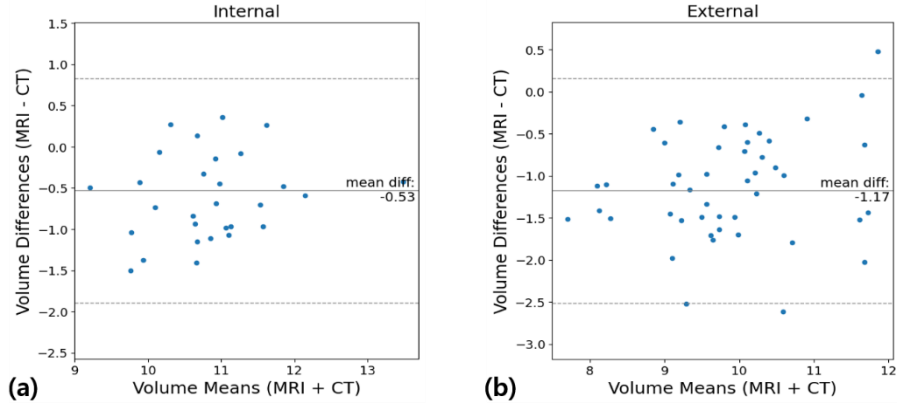 Internal
Volume Differences (MRI - CT)
1.5
1.0
0.5
0.0
−0.5
−1.0
−1.5
−2.0
−2.5
mean diff:
-0.53
9 10 11 12 13
Volume Means (MRI + CT)
(a)
External
Volume Differences (MRI - CT)
0.5
0.0
−0.5
−1.0
−1.5
−2.0
−2.5
−3.0
mean diff:
-1.17
8 9 10 11 12
Volume Means (MRI + CT)
(b)